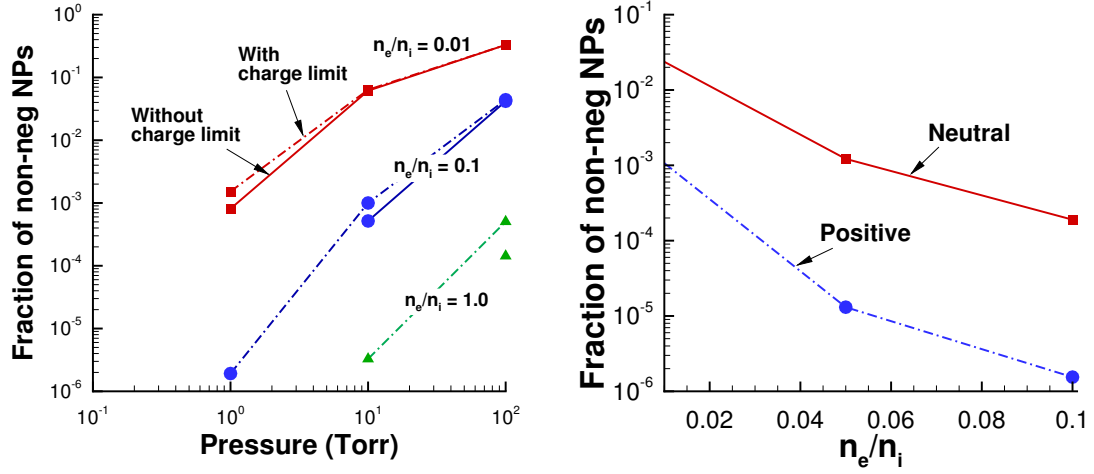 Fraction of non-neg NPs
10^0
10^-1
10^-2
10^-3
10^-4
10^-5
10^-6
10^-1
10^0
10^1
10^2
Pressure (Torr)
With
charge limit
Without
charge limit
n_e/n_i = 0.01
n_e/n_i = 0.1
n_e/n_i = 1.0
Fraction of non-neg NPs
10^-1
10^-2
10^-3
10^-4
10^-5
10^-6
0.02
0.04
0.06
0.08
0.1
n_e/n_i
Neutral
Positive